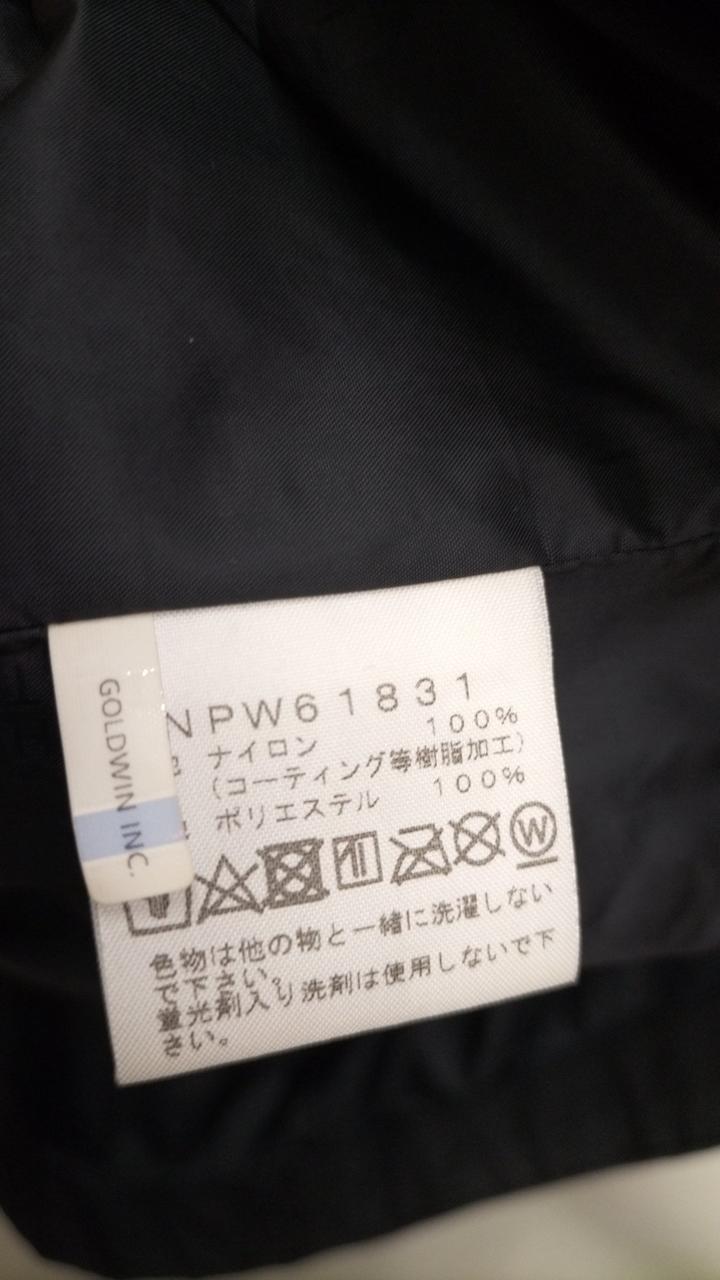 GOLDWIN INC.
NPW61831
ナイロン 100%
(コーティング等樹脂加工)
ポリエステル 100%
W
色物は他の物と一緒に洗濯しない
で下さい。
蛍光剤入り洗剤は使用しないで下
さい。